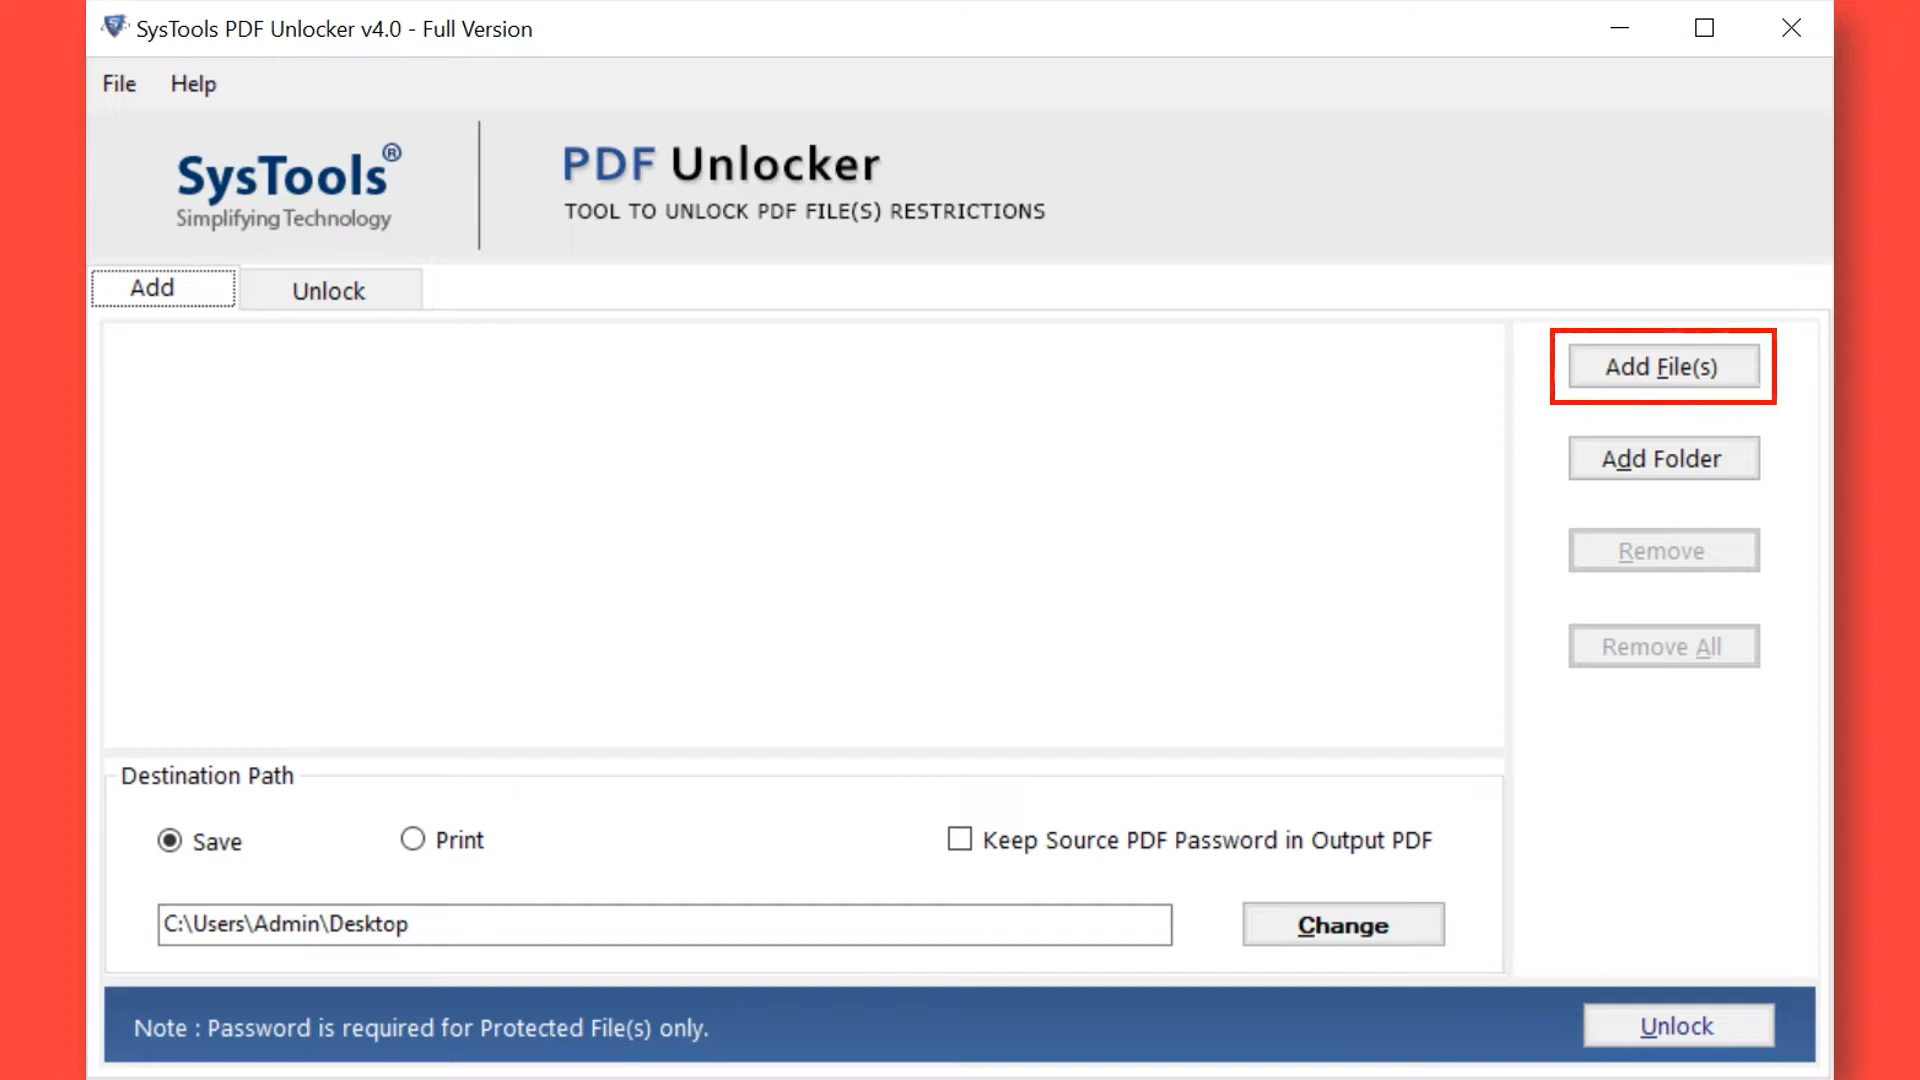 SysTools PDF Unlocker v4.0 - Full Version
File Help
SysTools®
Simplifying Technology
PDF Unlocker
TOOL TO UNLOCK PDF FILE(S) RESTRICTIONS
Add Unlock
Add File(s)
Add Folder
Remove
Remove All
Destination Path
Save Print Keep Source PDF Password in Output PDF
C:\Users\Admin\Desktop Change
Note : Password is required for Protected File(s) only. Unlock